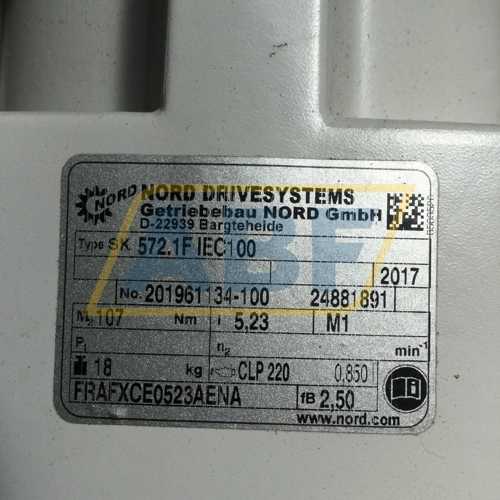 NORD
NORD DRIVESYSTEMS
Getriebebau NORD GmbH
D-22939 Bargteheide
Type SK 572.1F IEC100
2017
No. 201961134-100 24881891
M₂ 107 Nm i 5,23 M1
P₁ n₂ min⁻¹
18 kg CLP 220 0,850
FRAFXCE0523AENA fB 2,50
www.nord.com
ABF